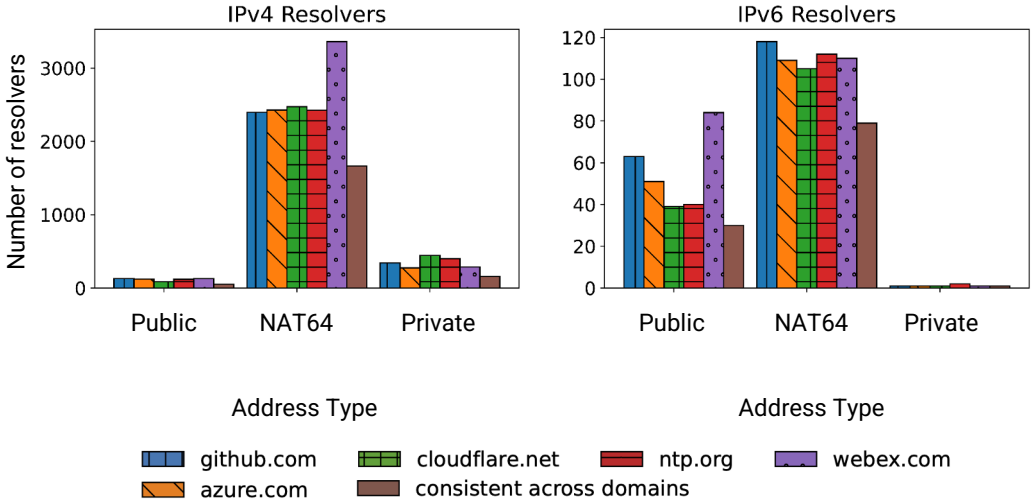 IPv4 Resolvers
IPv6 Resolvers
Number of resolvers
3000
2000
1000
0
120
100
80
60
40
20
0
Public NAT64 Private
Public NAT64 Private
Address Type
Address Type
github.com cloudflare.net ntp.org webex.com
azure.com consistent across domains